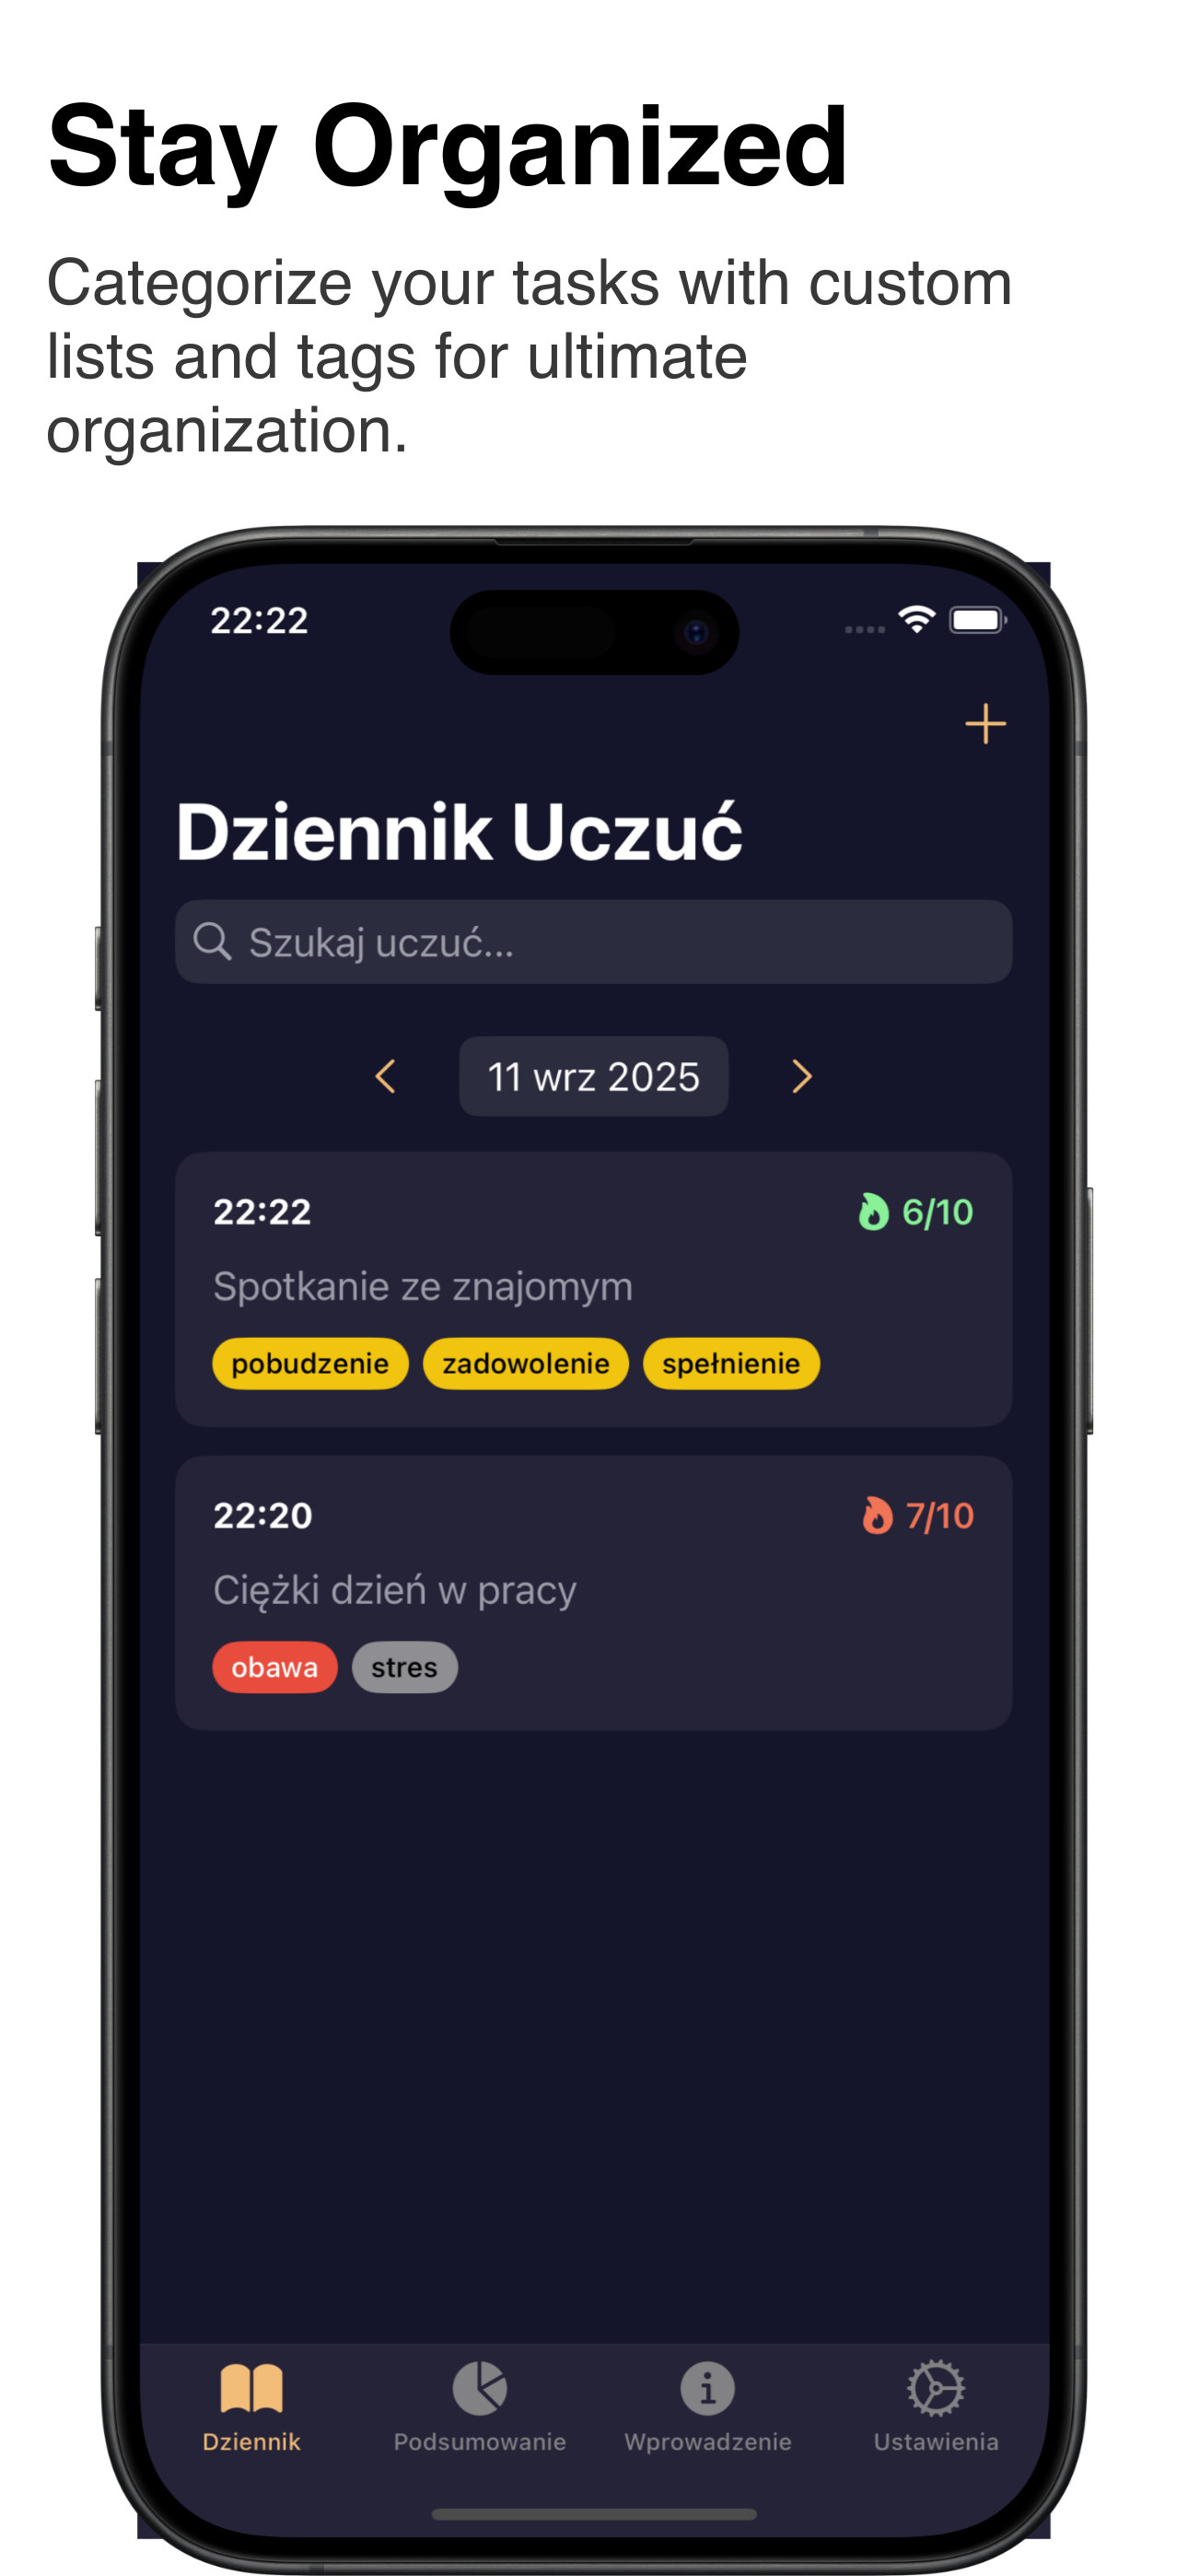 Stay Organized
Categorize your tasks with custom
lists and tags for ultimate
organization.
22:22
Dziennik Uczuć
Szukaj uczuć...
11 wrz 2025
22:22 6/10
Spotkanie ze znajomym
pobudzenie zadowolenie spełnienie
22:20 7/10
Ciężki dzień w pracy
obawa stres
Dziennik Podsumowanie Wprowadzenie Ustawienia